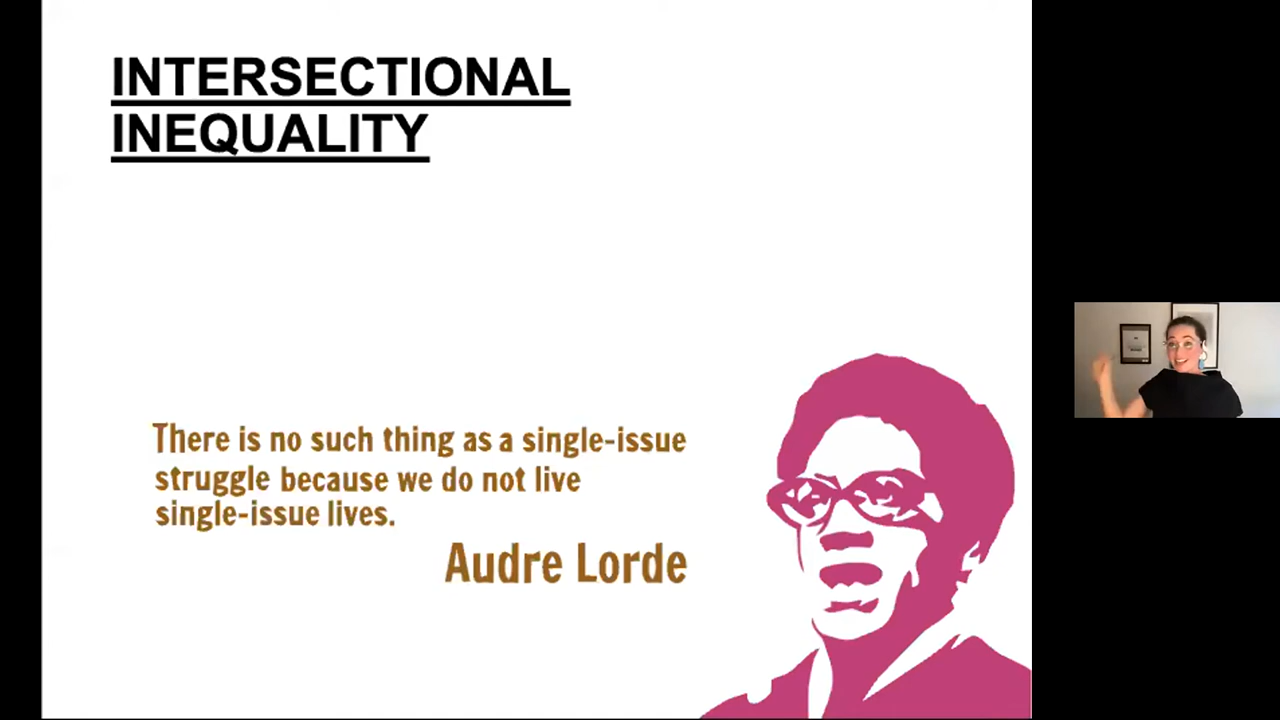 INTERSECTIONAL
INEQUALITY
There is no such thing as a single-issue
struggle because we do not live
single-issue lives.
Audre Lorde